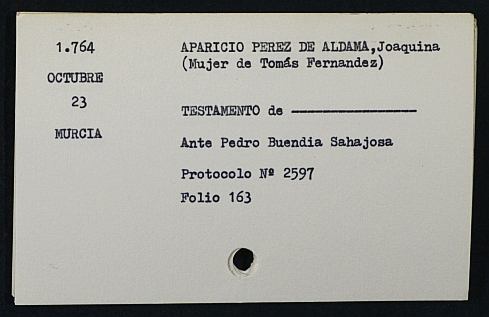 1.764
OCTUBRE
23
MURCIA
APARICIO PEREZ DE ALDAMA,Joaquina
(Mujer de Tomás Fernandez)
TESTAMENTO de ——————————
Ante Pedro Buendia Sahajosa
Protocolo Nº 2597
Folio 163